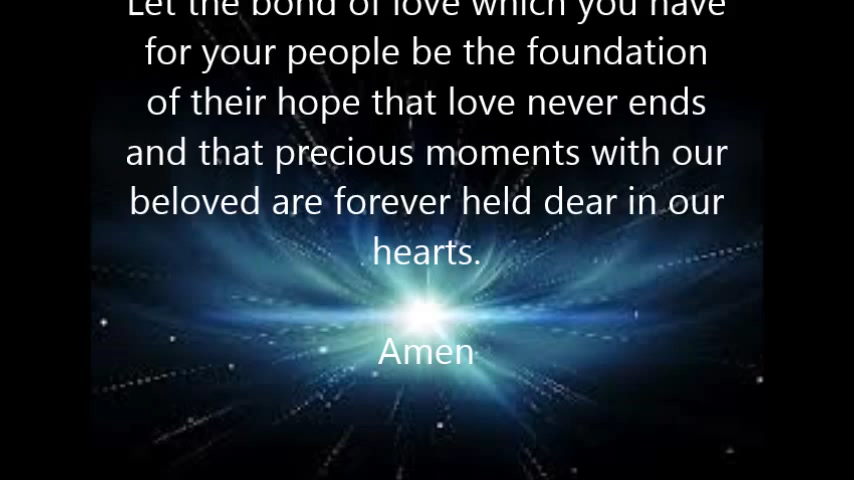 Let the bond of love which you have
for your people be the foundation
of their hope that love never ends
and that precious moments with our
beloved are forever held dear in our
hearts.
Amen